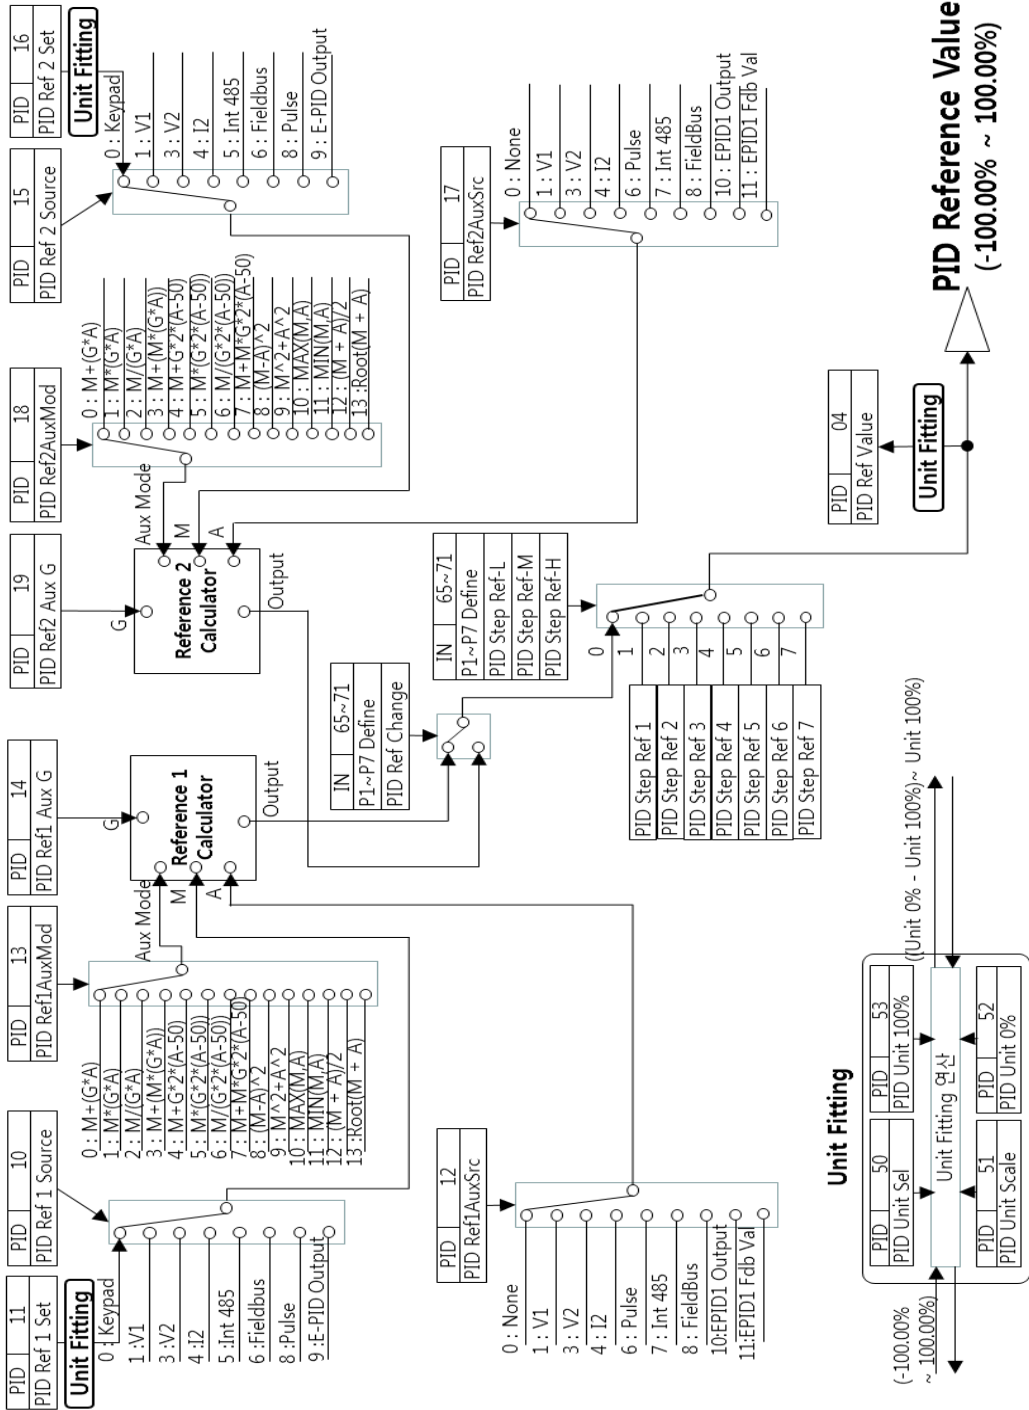 PID 11
PID Ref 1 Set
Unit Fitting
PID 10
PID Ref 1 Source
0 : Keypad
1 :V1
3 :V2
4 :I2
5 :Int 485
6 :Fieldbus
8 :Pulse
9 :E-PID Output
PID 13
PID Ref1AuxMod
0 : M+(G*A)
1 : M*(G*A)
2 : M/(G*A)
3 : M+(M*(G*A))
4 : M+G*2*(A-50)
5 : M*(G*2*(A-50))
6 : M/(G*2*(A-50))
7 : M+M*G*2*(A-50)
8 : (M-A)^2
9 : M^2+A^2
10 : MAX(M,A)
11 : MIN(M,A)
12 : (M + A)/2
13 :Root(M + A)
PID 14
PID Ref1 Aux G
Aux Mode
M
A
G
Reference 1
Calculator
Output
PID 12
PID Ref1AuxSrc
0 : None
1 : V1
3 : V2
4 : I2
6 : Pulse
7 : Int 485
8 : FieldBus
10:EPID1 Output
11:EPID1 Fdb Val
PID 19
PID Ref2 Aux G
G
Reference 2
Calculator
Aux Mode
M
A
Output
PID 18
PID Ref2AuxMod
0 : M+(G*A)
1 : M*(G*A)
2 : M/(G*A)
3 : M+(M*(G*A))
4 : M+G*2*(A-50)
5 : M*(G*2*(A-50))
6 : M/(G*2*(A-50))
7 : M+M*G*2*(A-50)
8 : (M-A)^2
9 : M^2+A^2
10 : MAX(M,A)
11 : MIN(M,A)
12 : (M + A)/2
13 :Root(M + A)
PID 15
PID Ref 2 Source
PID 16
PID Ref 2 Set
Unit Fitting
0 : Keypad
1 : V1
3 : V2
4 : I2
5 : Int 485
6 : Fieldbus
8 : Pulse
9 : E-PID Output
PID 17
PID Ref2AuxSrc
0 : None
1 : V1
3 : V2
4 : I2
6 : Pulse
7 : Int 485
8 : FieldBus
10 : EPID1 Output
11 : EPID1 Fdb Val
IN 65~71
P1~P7 Define
PID Ref Change
IN 65~71
P1~P7 Define
PID Step Ref-L
PID Step Ref-M
PID Step Ref-H
0
1
2
3
4
5
6
7
PID Step Ref 1
PID Step Ref 2
PID Step Ref 3
PID Step Ref 4
PID Step Ref 5
PID Step Ref 6
PID Step Ref 7
PID 04
PID Ref Value
Unit Fitting
PID Reference Value
(-100.00% ~ 100.00%)
Unit Fitting
PID 50
PID Unit Sel
PID 53
PID Unit 100%
Unit Fitting 연산
PID 51
PID Unit Scale
PID 52
PID Unit 0%
(-100.00%
~ 100.00%)
((Unit 0% - Unit 100%)~ Unit 100%)